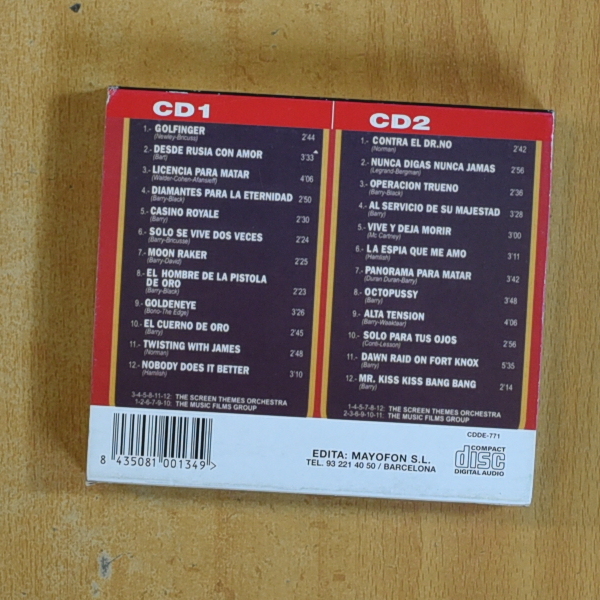 CD1
1.- GOLFINGER
(Newley-Bricuss) 2'44
2.- DESDE RUSIA CON AMOR
(Bart) 3'33
3.- LICENCIA PARA MATAR
(Walder-Cohen-Afanseff) 4'06
4.- DIAMANTES PARA LA ETERNIDAD 2'50
(Barry-Black)
5.- CASINO ROYALE
(Barry) 2'30
6.- SOLO SE VIVE DOS VECES
(Barry-Bricusse) 2'24
7.- MOON RAKER
(Barry-David) 2'25
8.- EL HOMBRE DE LA PISTOLA
DE ORO
(Barry-Black) 2'23
9.- GOLDENEYE
(Bono-The Edge) 3'26
10.- EL CUERNO DE ORO
(Barry) 2'45
11.- TWISTING WITH JAMES
(Norman) 2'48
12.- NOBODY DOES IT BETTER
(Hamlish) 3'10
3-4-5-8-11-12: THE SCREEN THEMES ORCHESTRA
1-2-6-7-9-10: THE MUSIC FILMS GROUP
CD2
1.- CONTRA EL DR.NO
(Norman) 2'42
2.- NUNCA DIGAS NUNCA JAMAS
(Legrand-Bergman) 2'56
3.- OPERACION TRUENO
(Barry-Black) 2'36
4.- AL SERVICIO DE SU MAJESTAD
(Barry) 3'28
5.- VIVE Y DEJA MORIR
(Mc Cartney) 3'00
6.- LA ESPIA QUE ME AMO
(Hamlish) 3'11
7.- PANORAMA PARA MATAR
(Duran Duran-Barry) 3'42
8.- OCTOPUSSY
(Barry) 3'48
9.- ALTA TENSION
(Barry-Waaktaar) 4'06
10.- SOLO PARA TUS OJOS
(Conti-Lesson) 2'56
11.- DAWN RAID ON FORT KNOX
(Barry) 5'35
12.- MR. KISS KISS BANG BANG
(Barry) 2'14
1-4-5-7-8-12: THE SCREEN THEMES ORCHESTRA
2-3-6-9-10-11: THE MUSIC FILMS GROUP
CDDE-771
8 435081 001349 >
EDITA: MAYOFON S.L.
TEL. 93 221 40 50 / BARCELONA
COMPACT
disc
DIGITAL AUDIO